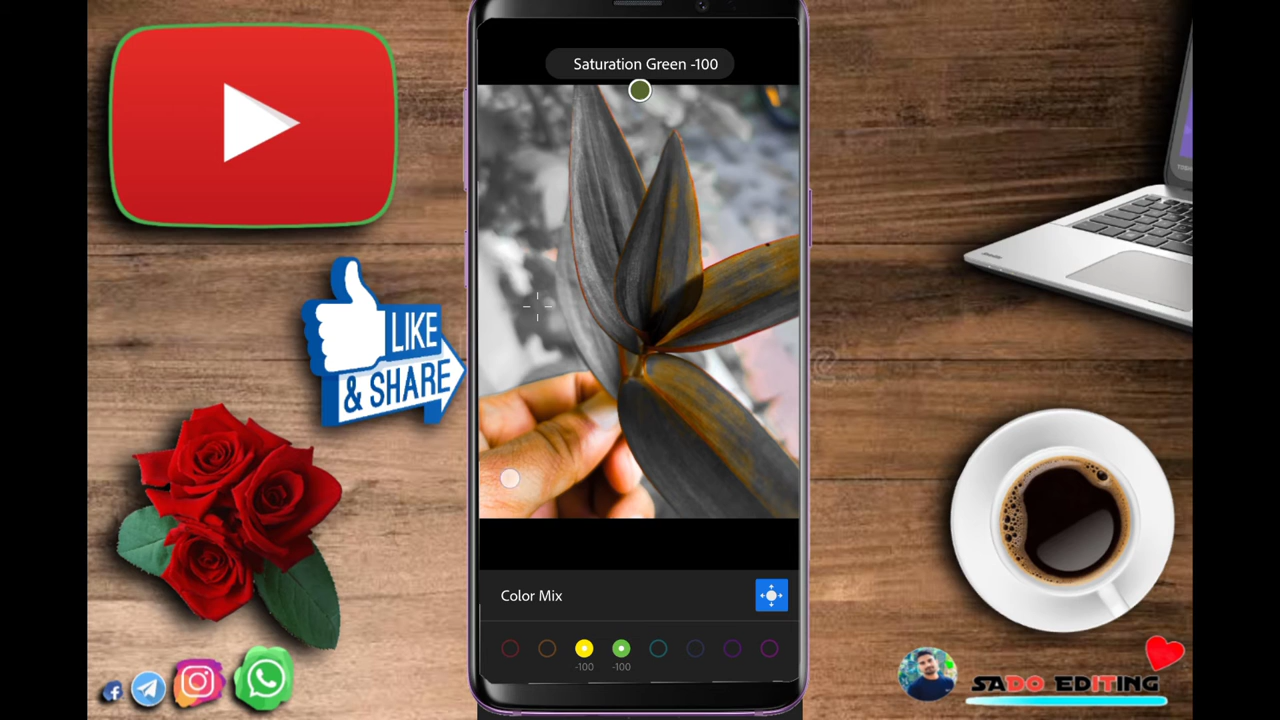 Saturation Green -100
LIKE
& SHARE
Color Mix
-100
-100
SADO EDITING